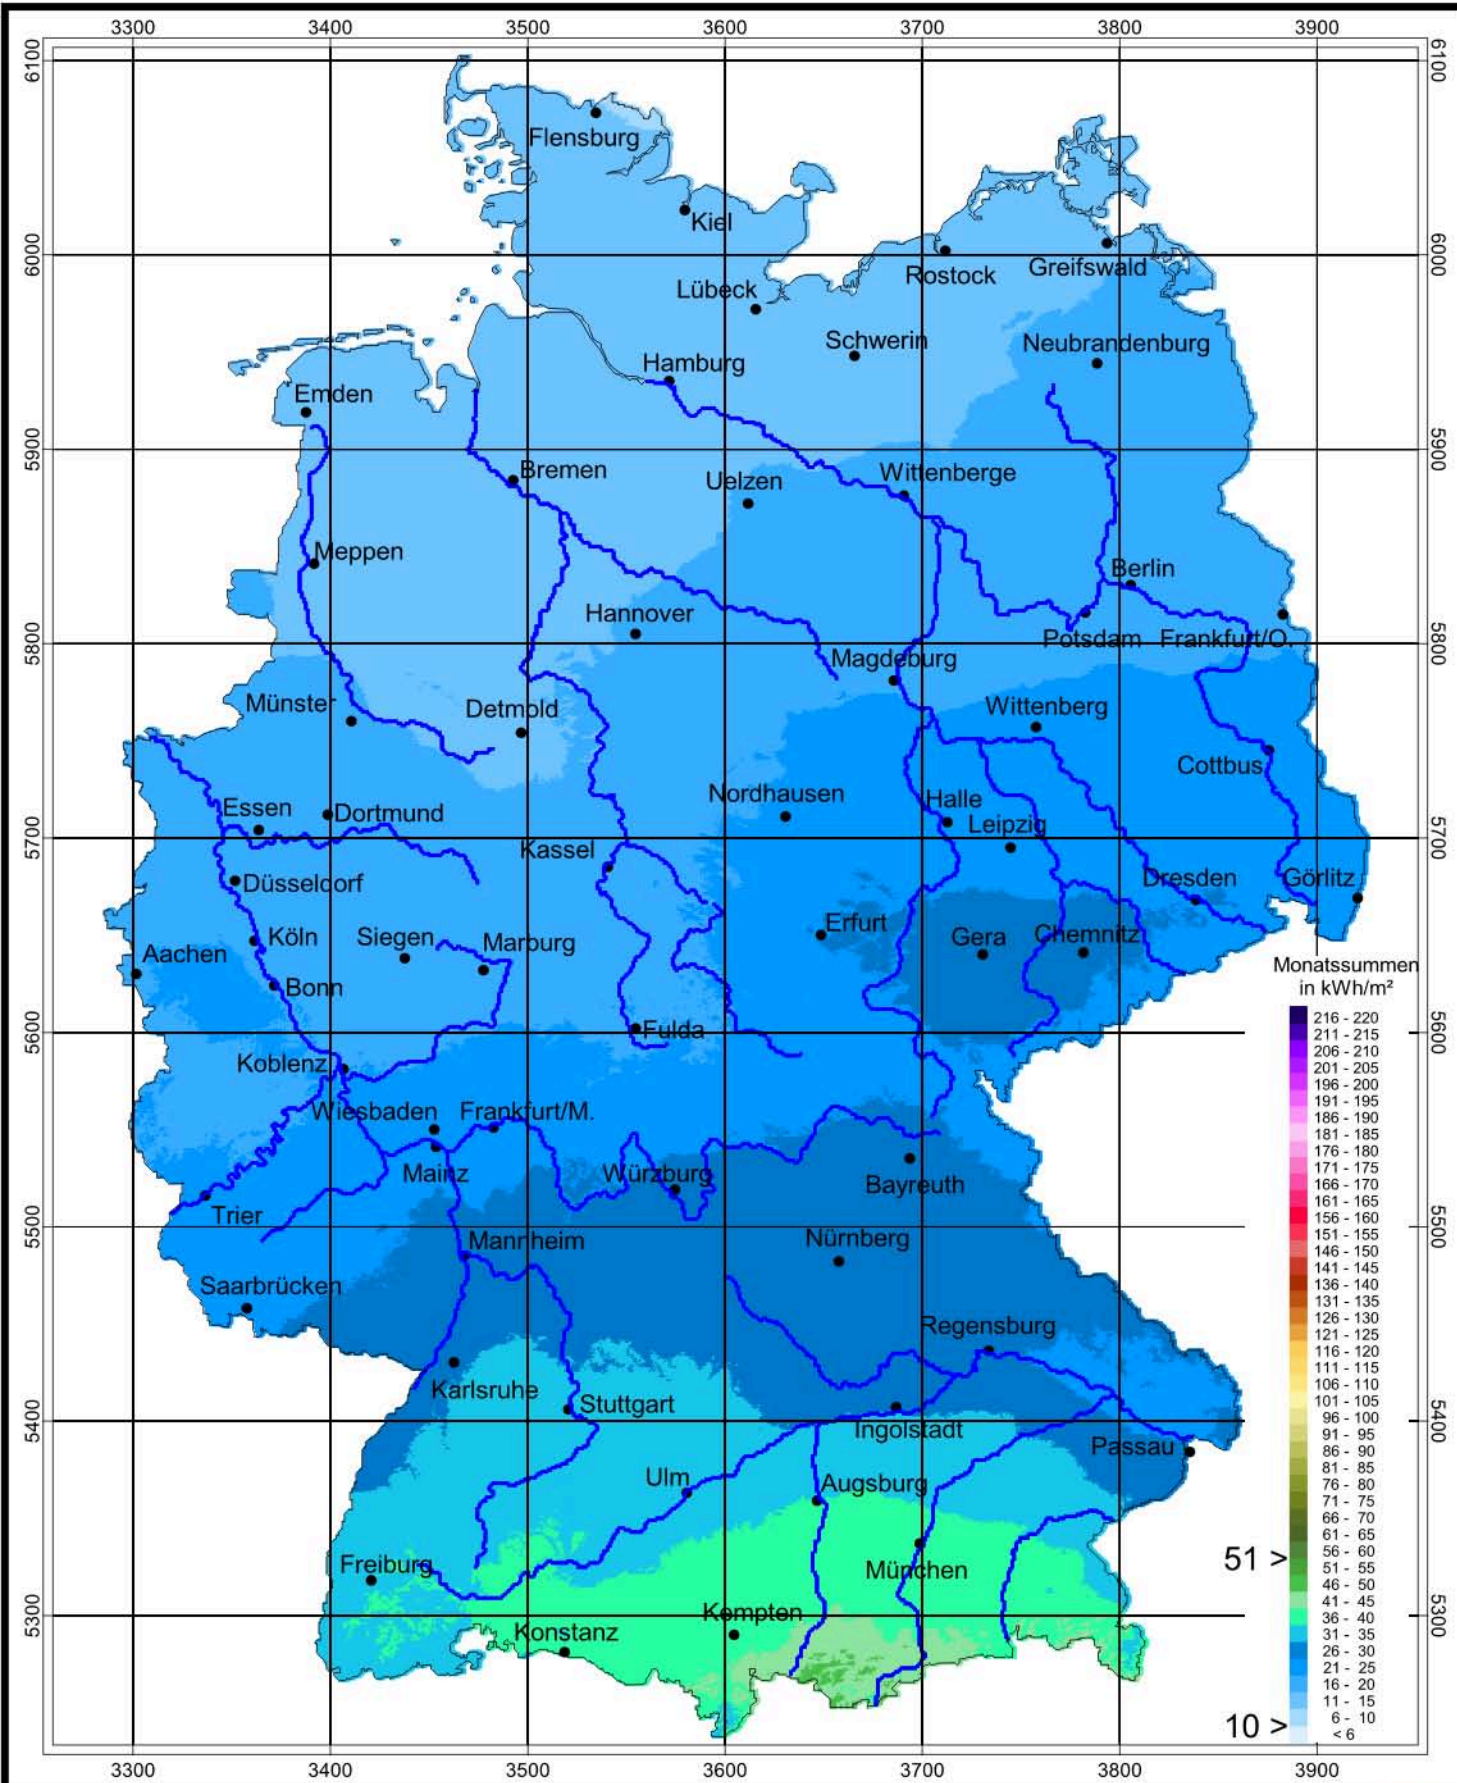 3300 3400 3500 3600 3700 3800 3900
6100 6100
Flensburg
Kiel
6000 6000
Rostock Greifswald
Lübeck
Schwerin Neubrandenburg
Hamburg
Emden
5900 5900
Bremen Uelzen Wittenberge
Meppen
Berlin
Hannover
5800 5800
Potsdam Frankfurt/O.
Magdeburg
Münster Detmold Wittenberg
Cottbus
Nordhausen Halle
Essen Dortmund
Leipzig
5700 5700
Kassel
Düsseldorf Dresden Görlitz
Erfurt
Köln Siegen Marburg Gera Chemnitz
Aachen
Bonn
Monatssummen
in kWh/m²
5600 5600
Fulda
Koblenz
Wiesbaden Frankfurt/M.
Mainz Würzburg
Bayreuth
Trier
5500 5500
Mannheim Nürnberg
Saarbrücken
Regensburg
Karlsruhe
Stuttgart
5400 5400
Ingolstadt
Passau
Ulm Augsburg
Freiburg München
5300 5300
Kempten
Konstanz
216 - 220
211 - 215
206 - 210
201 - 205
196 - 200
191 - 195
186 - 190
181 - 185
176 - 180
171 - 175
166 - 170
161 - 165
156 - 160
151 - 155
146 - 150
141 - 145
136 - 140
131 - 135
126 - 130
121 - 125
116 - 120
111 - 115
106 - 110
101 - 105
96 - 100
91 - 95
86 - 90
81 - 85
76 - 80
71 - 75
66 - 70
61 - 65
56 - 60
51 >
51 - 55
46 - 50
41 - 45
36 - 40
31 - 35
26 - 30
21 - 25
16 - 20
11 - 15
6 - 10
10 >
< 6
3300 3400 3500 3600 3700 3800 3900